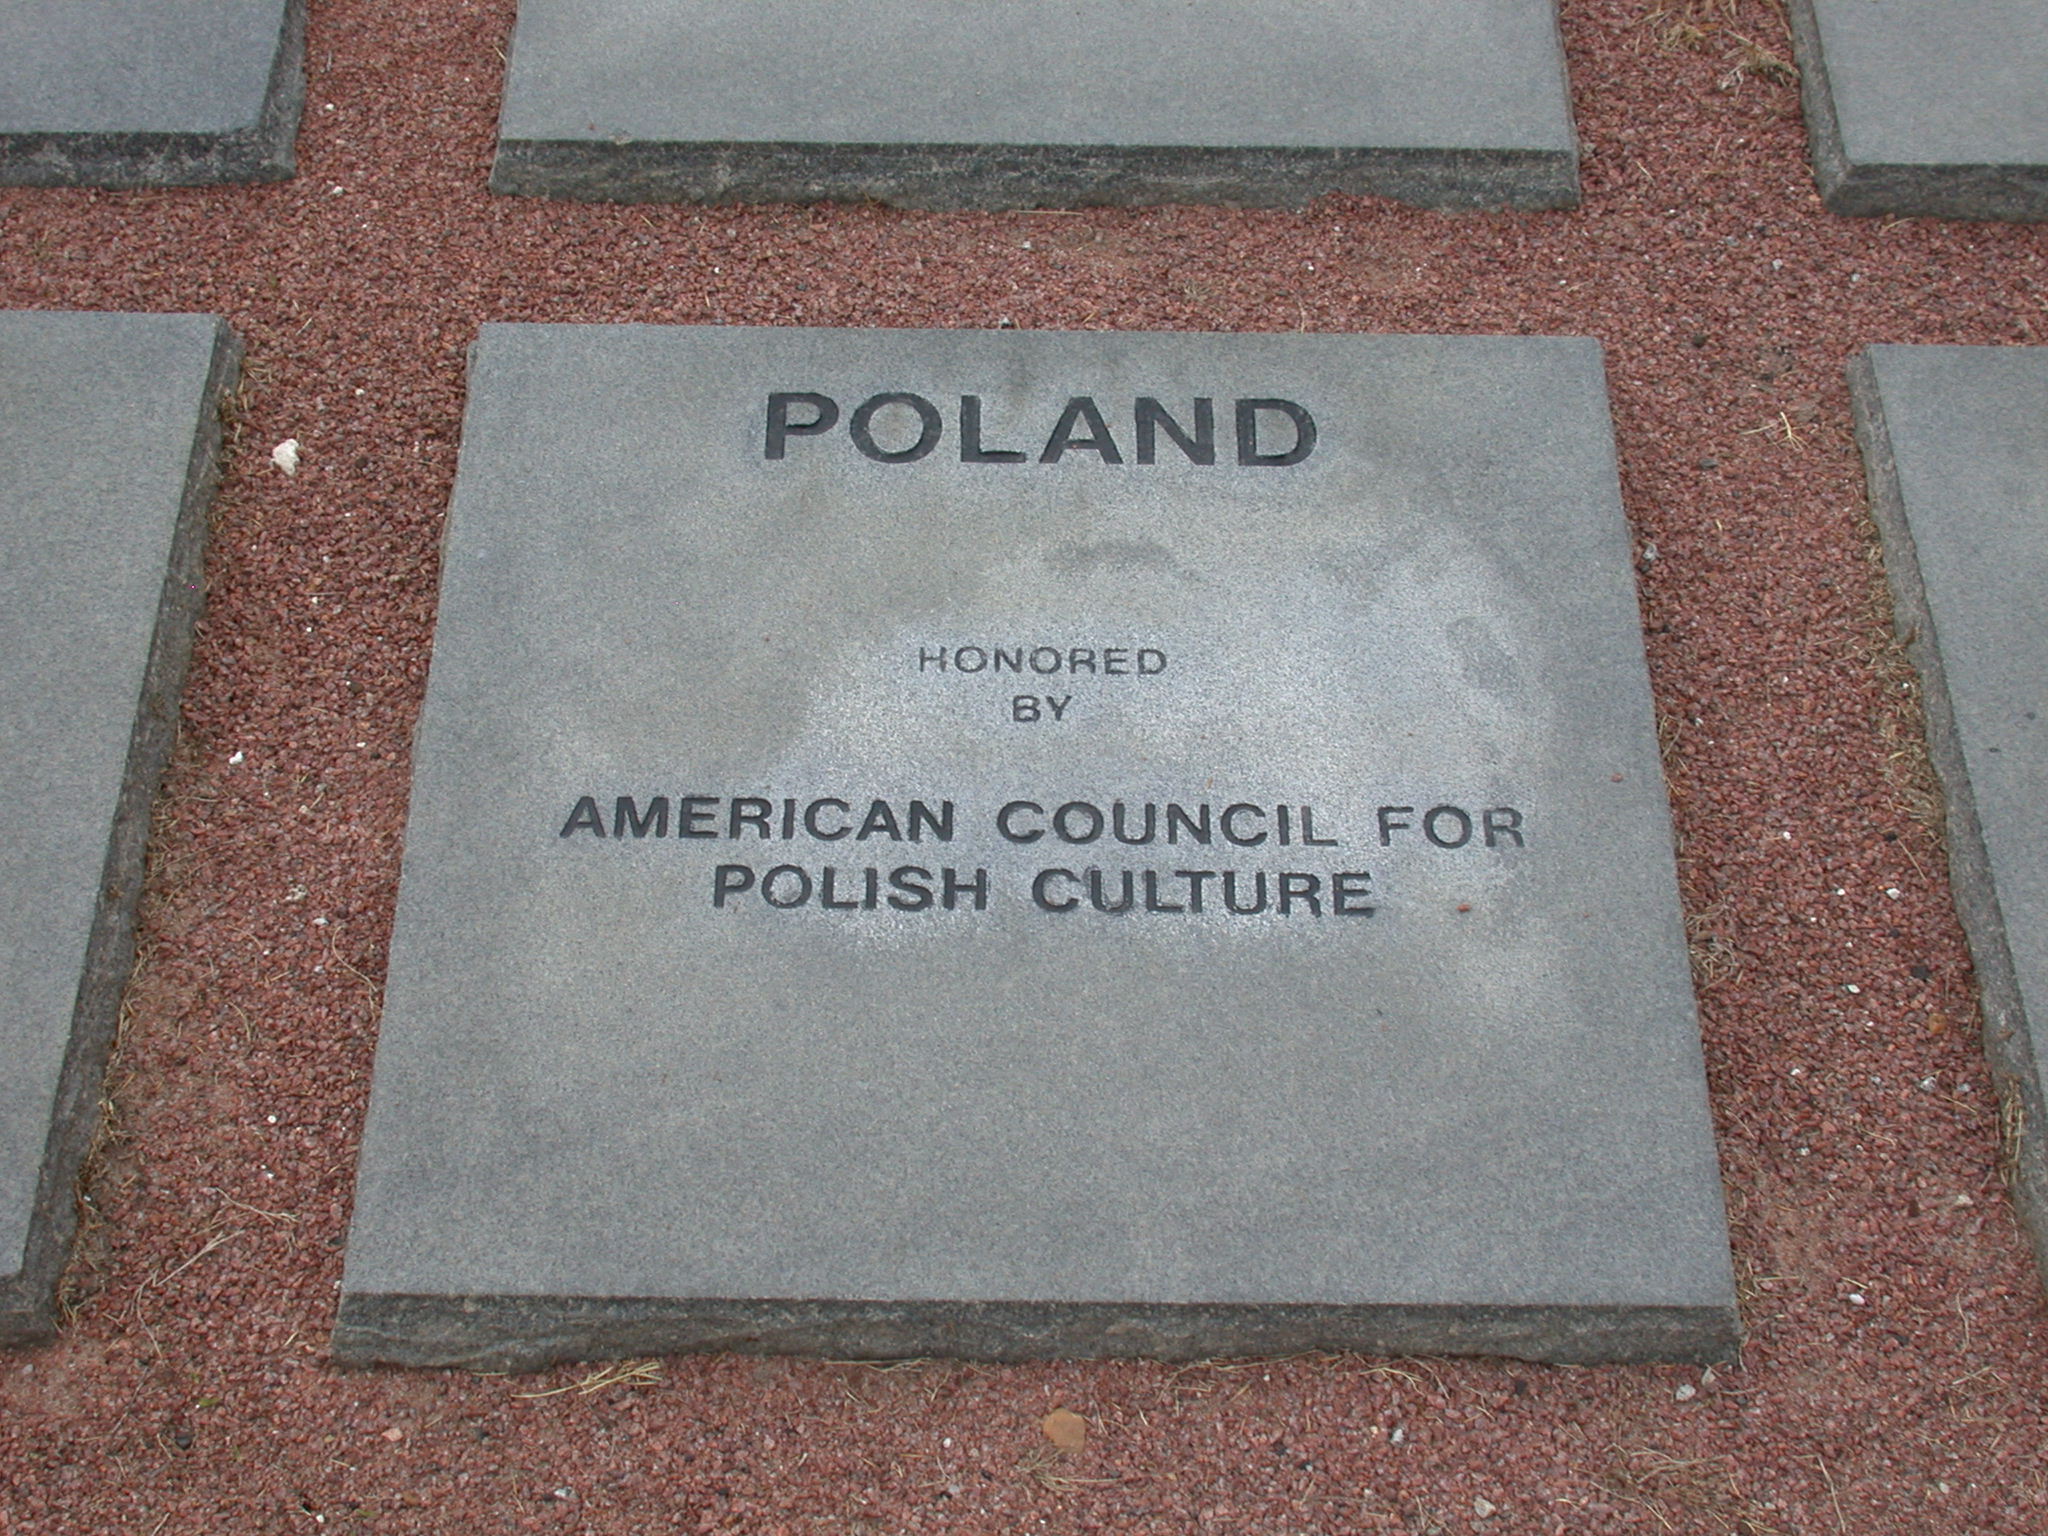 POLAND
HONORED
BY
AMERICAN COUNCIL FOR
POLISH CULTURE